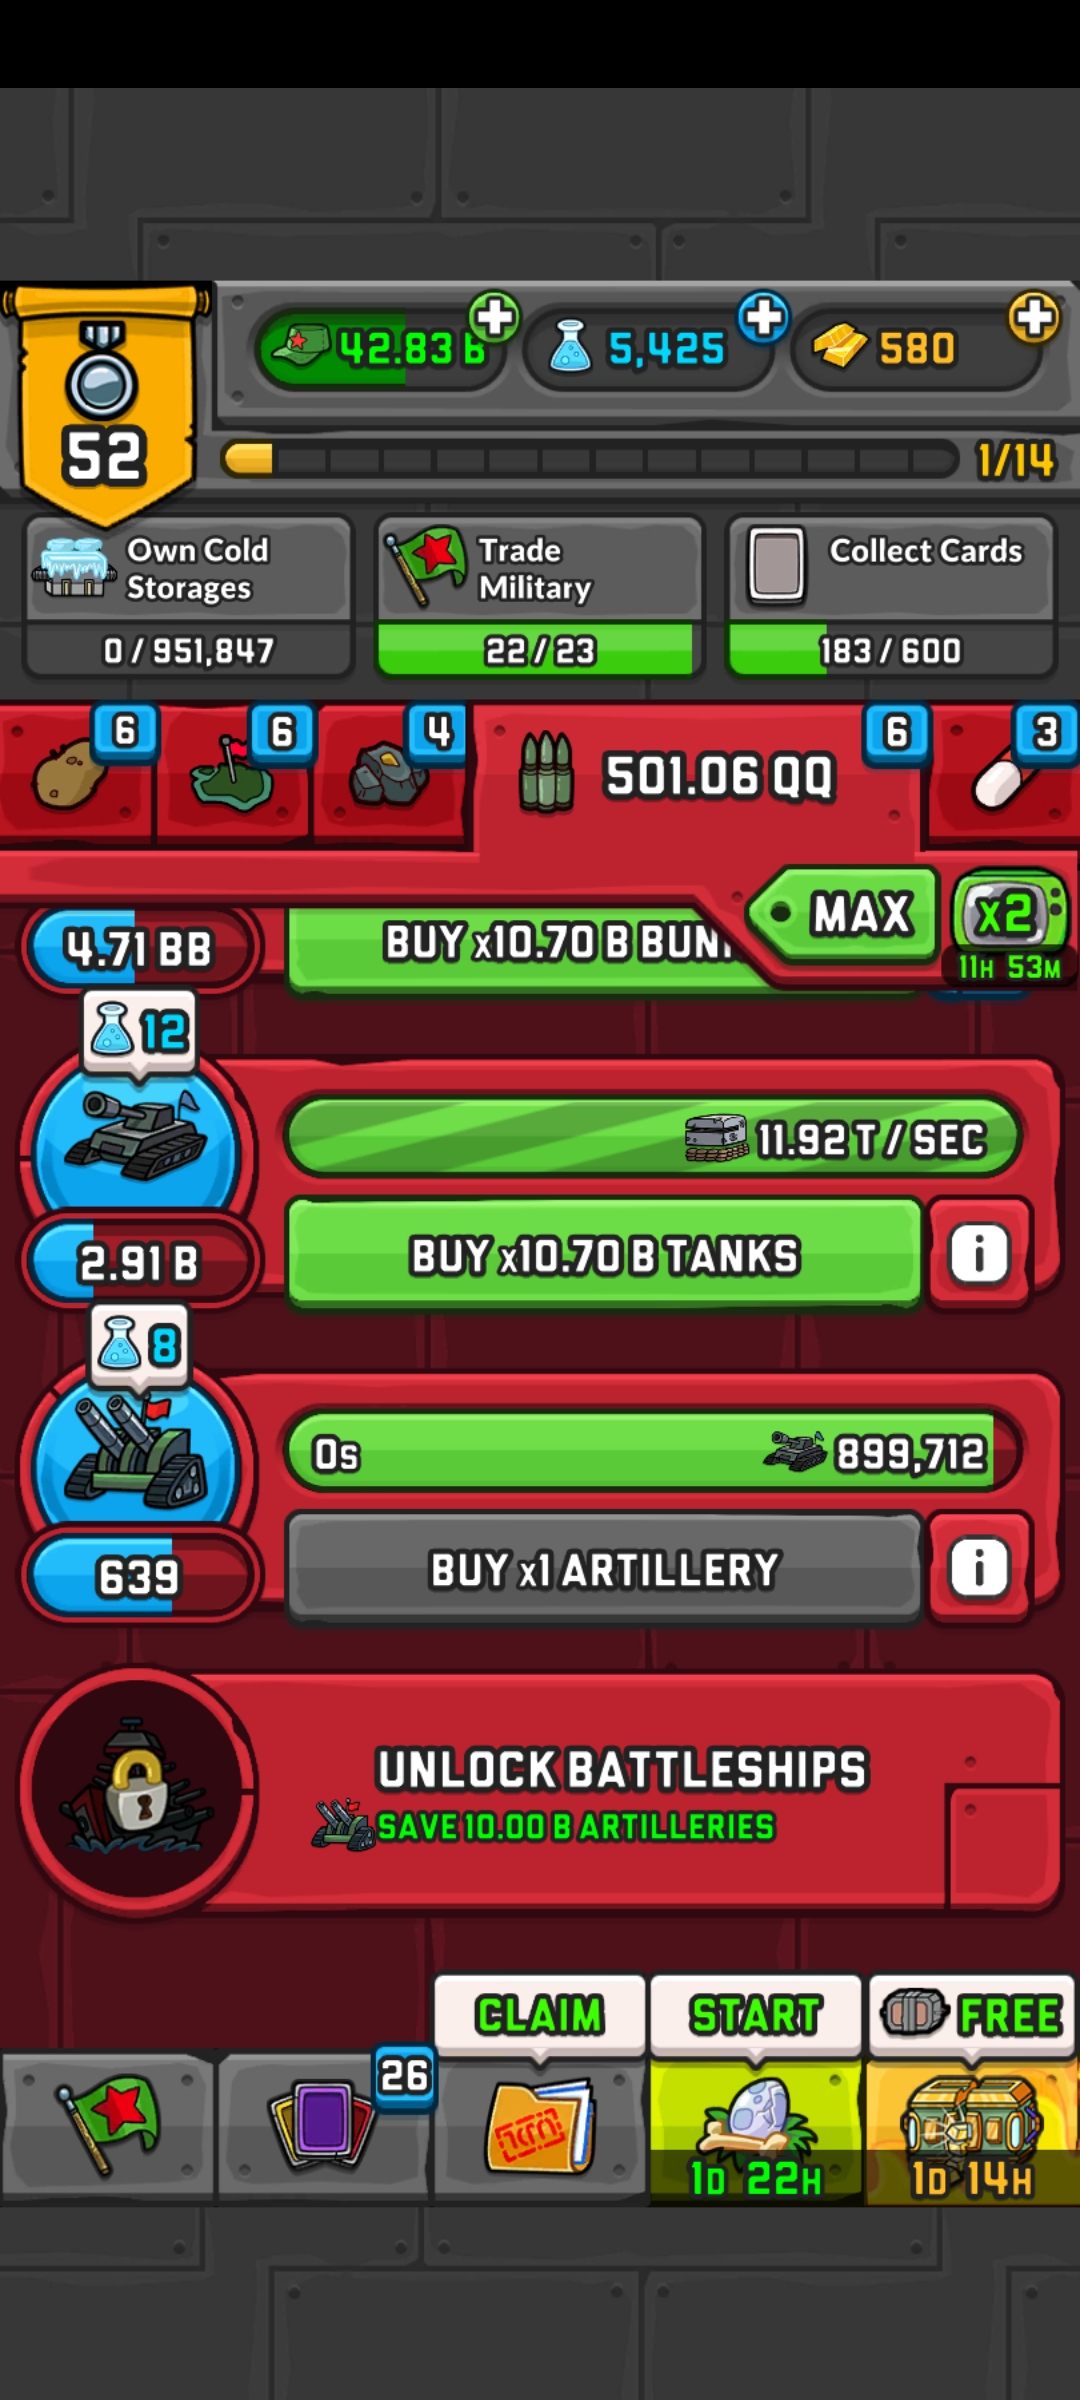 42.83 B
5,425
580
52
1/14
Own Cold
Storages
0 / 951,847
Trade
Military
22 / 23
Collect Cards
183 / 600
6
6
4
501.06 QQ
6
3
MAX
x2
11H 53M
4.71 BB
BUY x10.70 B
12
11.92 T / SEC
2.91 B
BUY x10.70 B TANKS
i
8
0s
899,712
639
BUY x1 ARTILLERY
i
UNLOCK BATTLESHIPS
SAVE 10.00 B ARTILLERIES
CLAIM
START
FREE
26
1D 22H
1D 14H